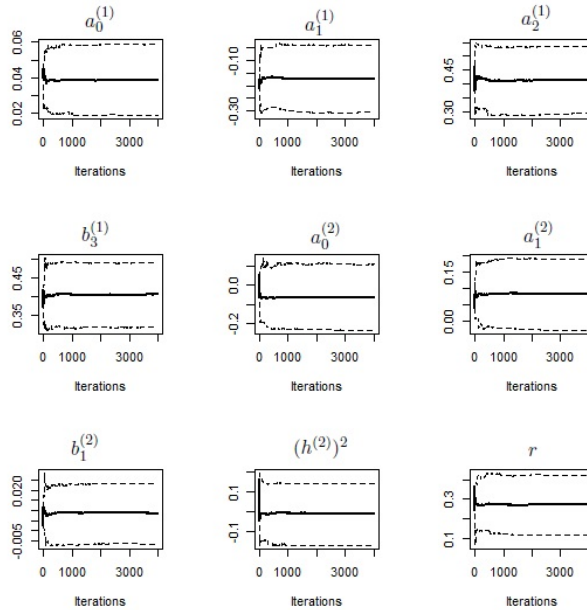 a_0^{(1)} a_1^{(1)} a_2^{(1)}
0.02 0.04 0.06
-0.30 -0.10
0.30 0.45
0 1000 3000 0 1000 3000 0 1000 3000
Iterations Iterations Iterations
b_3^{(1)} a_0^{(2)} a_1^{(2)}
0.35 0.45
-0.2 0.0
0.00 0.15
0 1000 3000 0 1000 3000 0 1000 3000
Iterations Iterations Iterations
b_1^{(2)} (h^{(2)})^2 r
-0.005 0.020
-0.1 0.1
0.1 0.3
0 1000 3000 0 1000 3000 0 1000 3000
Iterations Iterations Iterations